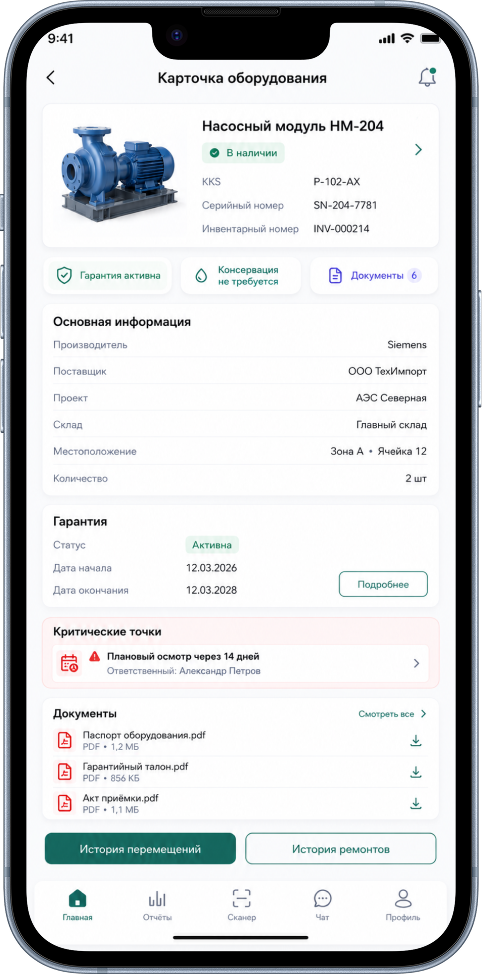 9:41
Карточка оборудования
Насосный модуль НМ-204
В наличии
KKS P-102-AX
Серийный номер SN-204-7781
Инвентарный номер INV-000214
Гарантия активна
Консервация
не требуется
Документы 6
Основная информация
Производитель Siemens
Поставщик ООО ТехИмпорт
Проект АЭС Северная
Склад Главный склад
Местоположение Зона А • Ячейка 12
Количество 2 шт
Гарантия
Статус Активна
Дата начала 12.03.2026
Дата окончания 12.03.2028
Подробнее
Критические точки
Плановый осмотр через 14 дней
Ответственный: Александр Петров
Документы Смотреть все
Паспорт оборудования.pdf
PDF • 1,2 МБ
Гарантийный талон.pdf
PDF • 856 КБ
Акт приёмки.pdf
PDF • 1,1 МБ
История перемещений История ремонтов
Главная Отчёты Сканер Чат Профиль